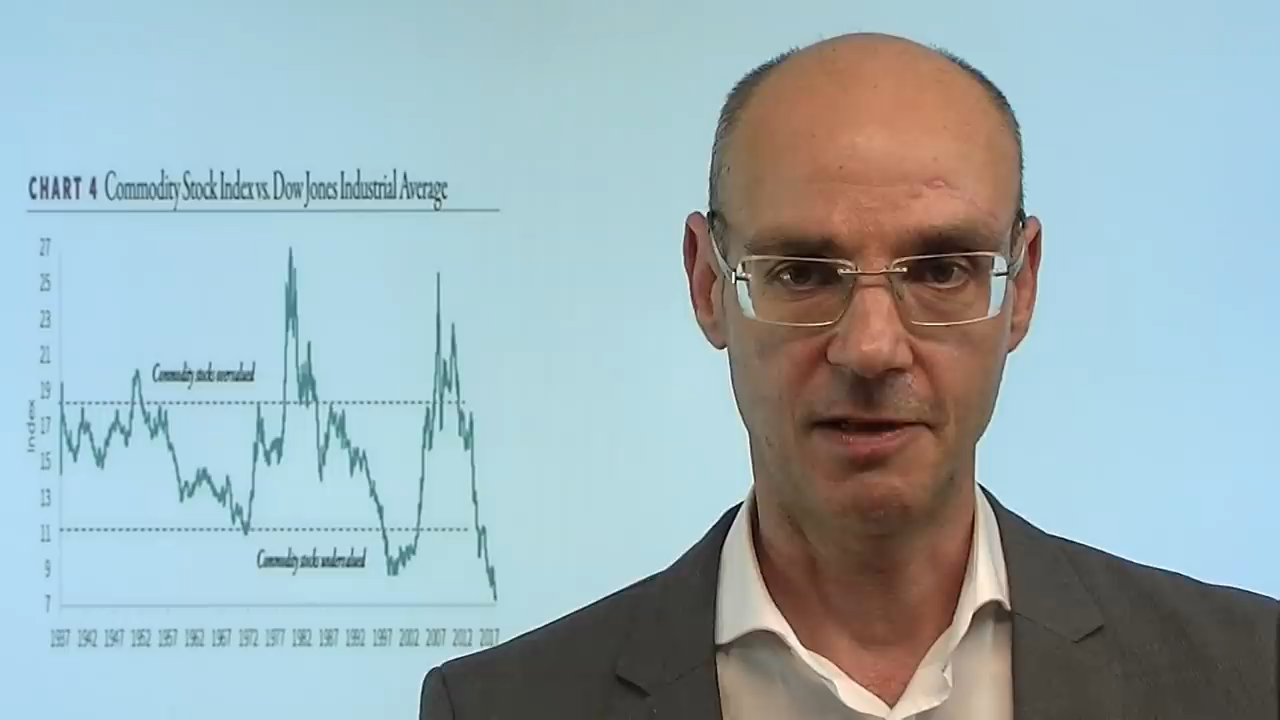 CHART 4 Commodity Stock Index vs. Dow Jones Industrial Average
27
25
23
21
Commodity stocks overvalued
19
Index
17
15
13
11
Commodity stocks undervalued
9
7
1937 1942 1947 1952 1957 1962 1967 1972 1977 1982 1987 1992 1997 2002 2007 2012 2017